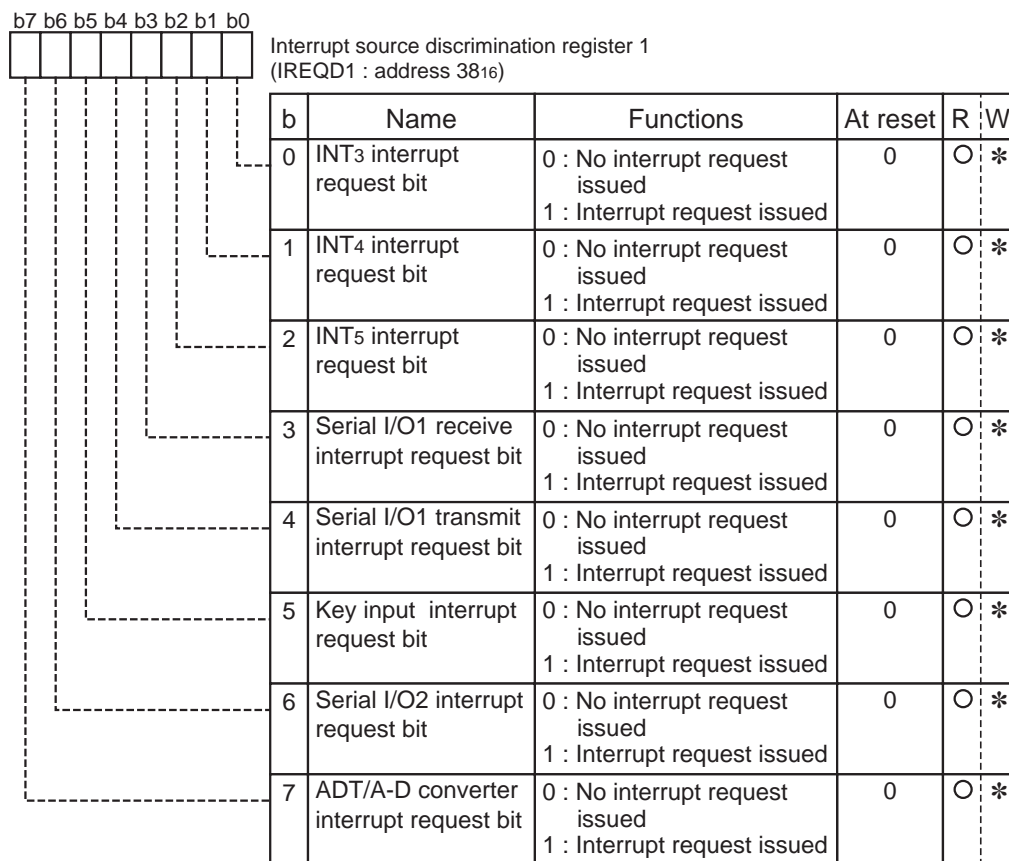 b7 b6 b5 b4 b3 b2 b1 b0
Interrupt source discrimination register 1
(IREQD1 : address 3816)
b Name Functions At reset R W
0 INT3 interrupt request bit 0 : No interrupt request issued 0 ○ ✻
1 : Interrupt request issued
1 INT4 interrupt request bit 0 : No interrupt request issued 0 ○ ✻
1 : Interrupt request issued
2 INT5 interrupt request bit 0 : No interrupt request issued 0 ○ ✻
1 : Interrupt request issued
3 Serial I/O1 receive interrupt request bit 0 : No interrupt request issued 0 ○ ✻
1 : Interrupt request issued
4 Serial I/O1 transmit interrupt request bit 0 : No interrupt request issued 0 ○ ✻
1 : Interrupt request issued
5 Key input interrupt request bit 0 : No interrupt request issued 0 ○ ✻
1 : Interrupt request issued
6 Serial I/O2 interrupt request bit 0 : No interrupt request issued 0 ○ ✻
1 : Interrupt request issued
7 ADT/A-D converter interrupt request bit 0 : No interrupt request issued 0 ○ ✻
1 : Interrupt request issued